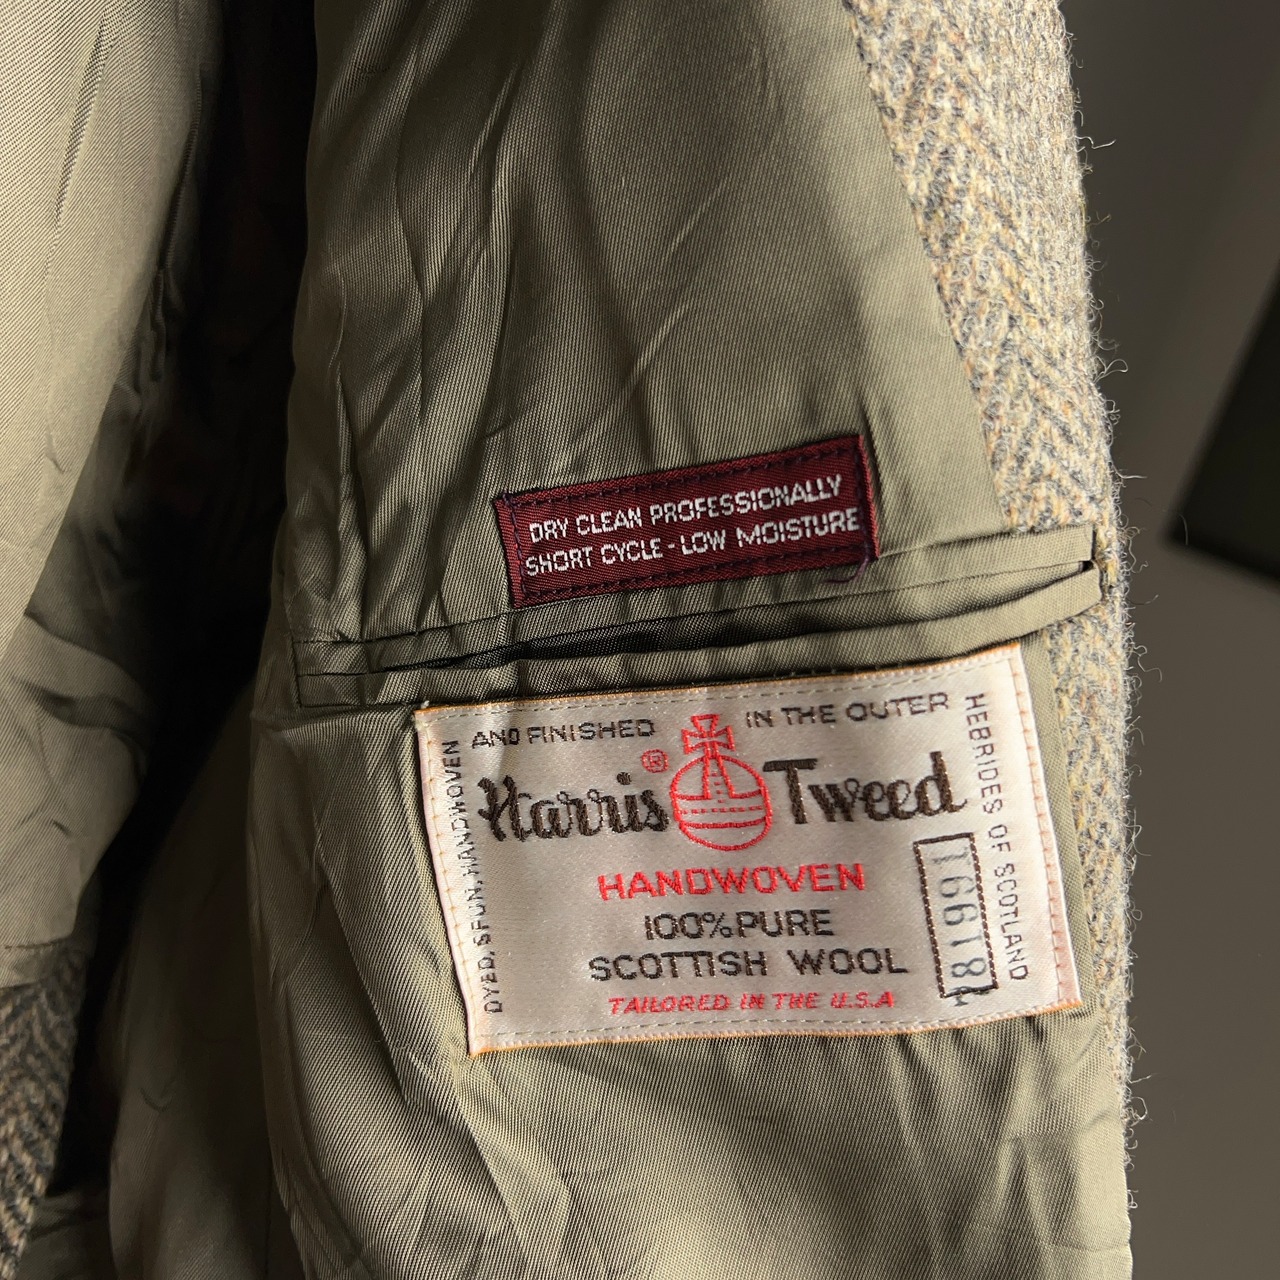 DRY CLEAN PROFESSIONALLY
SHORT CYCLE - LOW MOISTURE
DYED, SPUN, HANDWOVEN
AND FINISHED IN THE OUTER
HEBRIDES OF SCOTLAND
Harris® Tweed
HANDWOVEN
100% PURE
SCOTTISH WOOL
TAILORED IN THE U.S.A